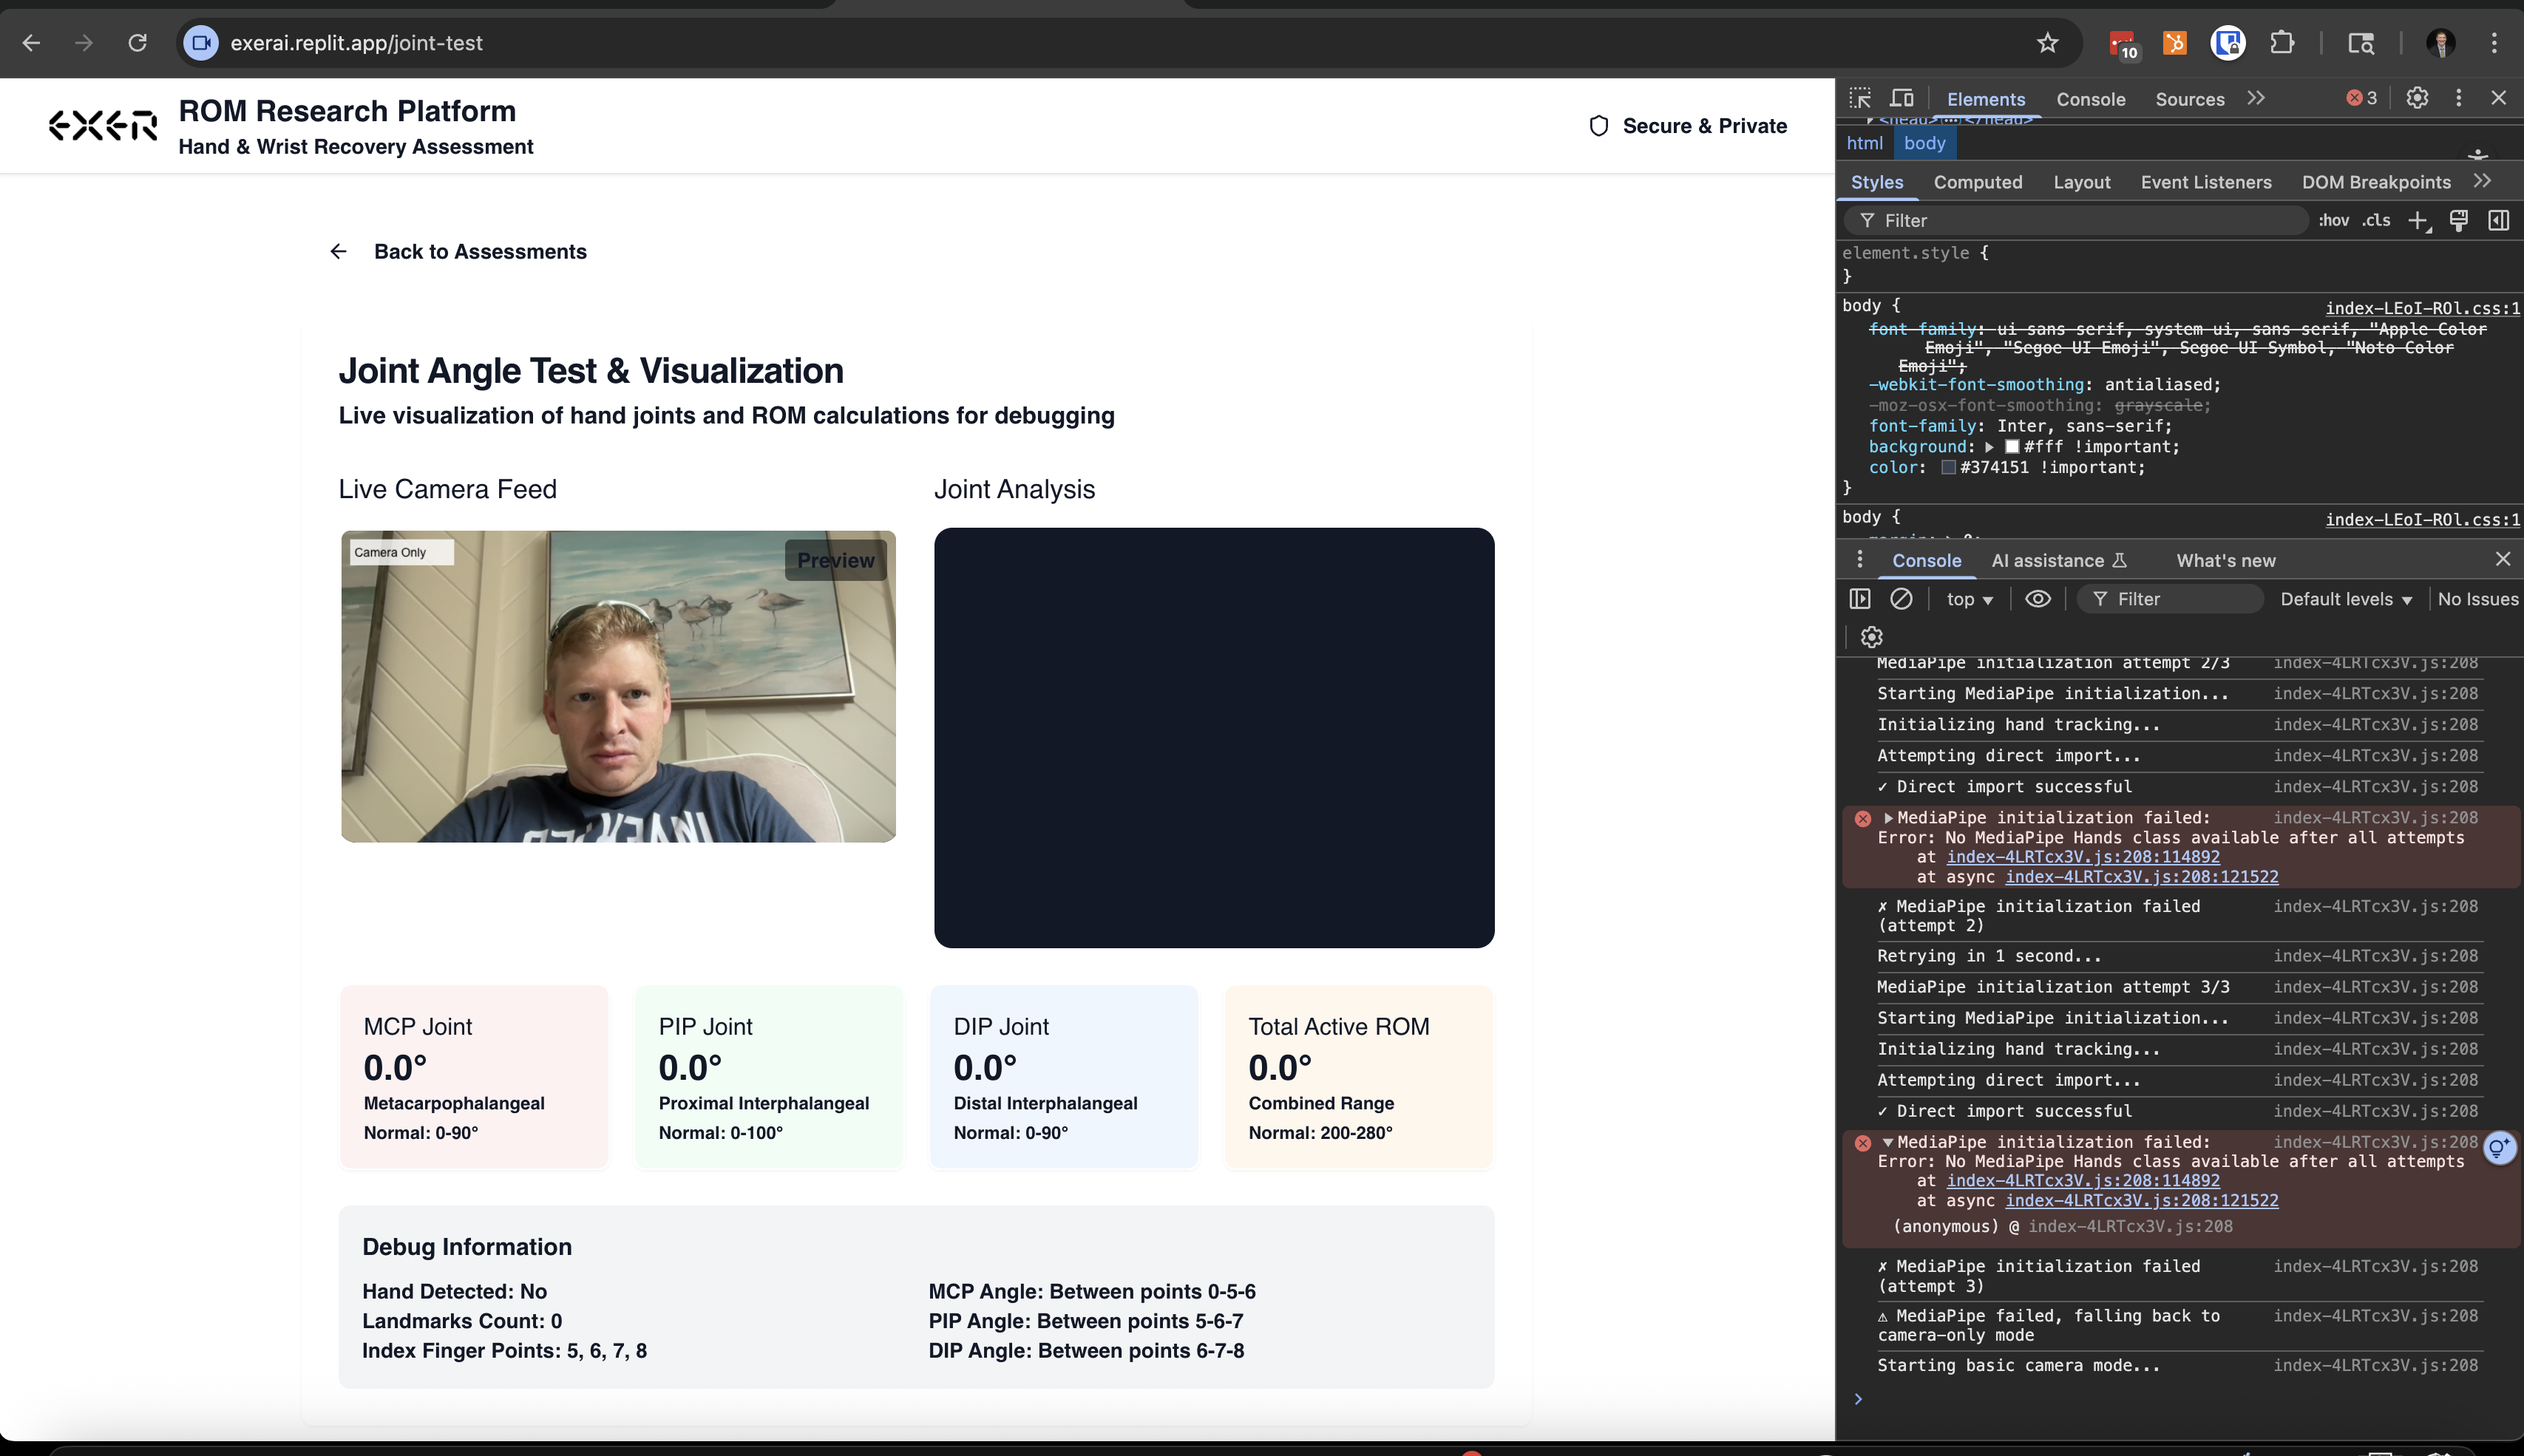 exerai.replit.app/joint-test
10
EXER
ROM Research Platform
Hand & Wrist Recovery Assessment
Secure & Private
Back to Assessments
Joint Angle Test & Visualization
Live visualization of hand joints and ROM calculations for debugging
Live Camera Feed
Joint Analysis
Camera Only
Preview
MCP Joint
0.0°
Metacarpophalangeal
Normal: 0-90°
PIP Joint
0.0°
Proximal Interphalangeal
Normal: 0-100°
DIP Joint
0.0°
Distal Interphalangeal
Normal: 0-90°
Total Active ROM
0.0°
Combined Range
Normal: 200-280°
Debug Information
Hand Detected: No
Landmarks Count: 0
Index Finger Points: 5, 6, 7, 8
MCP Angle: Between points 0-5-6
PIP Angle: Between points 5-6-7
DIP Angle: Between points 6-7-8
Elements Console Sources 3
<head> </head>
html body
Styles Computed Layout Event Listeners DOM Breakpoints
Filter :hov .cls
element.style {
}
body { index-LEoI-ROl.css:1
font-family: ui-sans-serif, system-ui, sans-serif, "Apple Color
Emoji", "Segoe UI Emoji", Segoe UI Symbol, "Noto Color
Emoji";
-webkit-font-smoothing: antialiased;
-moz-osx-font-smoothing: grayscale;
font-family: Inter, sans-serif;
background: #fff !important;
color: #374151 !important;
}
body { index-LEoI-ROl.css:1
Console AI assistance What's new
top Filter Default levels No Issues
MediaPipe initialization attempt 2/3 index-4LRTcx3V.js:208
Starting MediaPipe initialization... index-4LRTcx3V.js:208
Initializing hand tracking... index-4LRTcx3V.js:208
Attempting direct import... index-4LRTcx3V.js:208
✓ Direct import successful index-4LRTcx3V.js:208
MediaPipe initialization failed: index-4LRTcx3V.js:208
Error: No MediaPipe Hands class available after all attempts
at index-4LRTcx3V.js:208:114892
at async index-4LRTcx3V.js:208:121522
✗ MediaPipe initialization failed index-4LRTcx3V.js:208
(attempt 2)
Retrying in 1 second... index-4LRTcx3V.js:208
MediaPipe initialization attempt 3/3 index-4LRTcx3V.js:208
Starting MediaPipe initialization... index-4LRTcx3V.js:208
Initializing hand tracking... index-4LRTcx3V.js:208
Attempting direct import... index-4LRTcx3V.js:208
✓ Direct import successful index-4LRTcx3V.js:208
MediaPipe initialization failed: index-4LRTcx3V.js:208
Error: No MediaPipe Hands class available after all attempts
at index-4LRTcx3V.js:208:114892
at async index-4LRTcx3V.js:208:121522
(anonymous) @ index-4LRTcx3V.js:208
✗ MediaPipe initialization failed index-4LRTcx3V.js:208
(attempt 3)
⚠ MediaPipe failed, falling back to index-4LRTcx3V.js:208
camera-only mode
Starting basic camera mode... index-4LRTcx3V.js:208